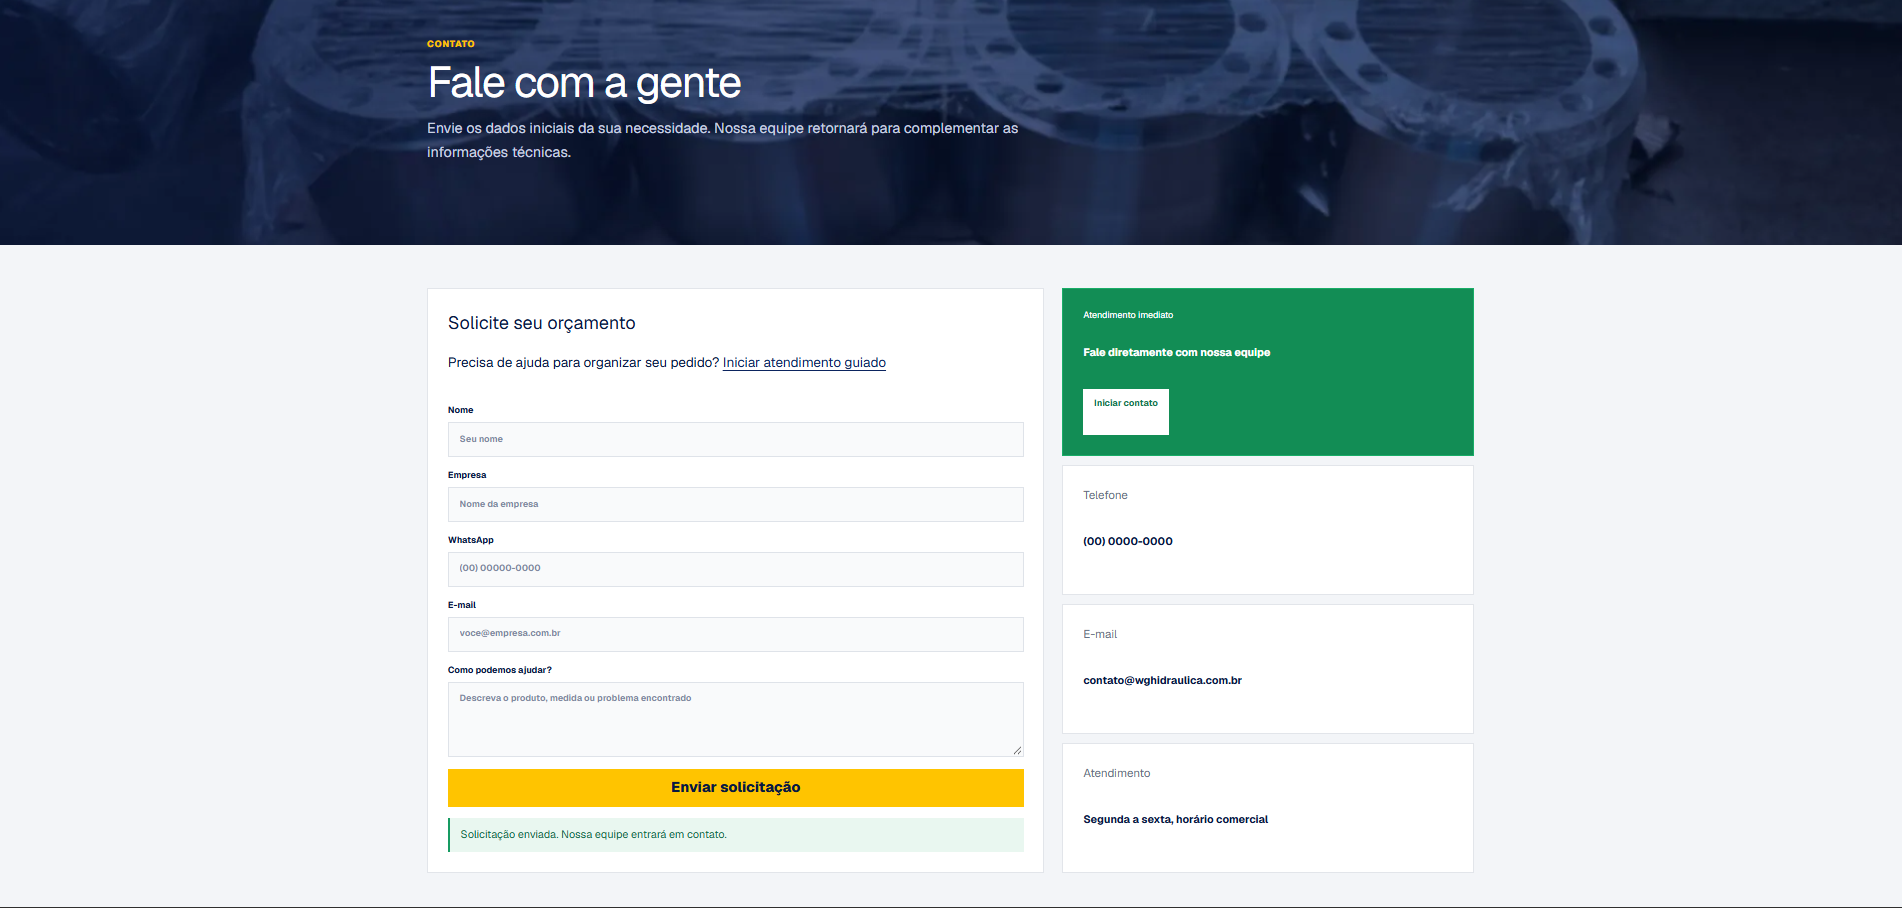 CONTATO
Fale com a gente
Envie os dados iniciais da sua necessidade. Nossa equipe retornará para complementar as
informações técnicas.
Solicite seu orçamento
Precisa de ajuda para organizar seu pedido? Iniciar atendimento guiado
Nome
Seu nome
Empresa
Nome da empresa
WhatsApp
(00) 00000-0000
E-mail
voce@empresa.com.br
Como podemos ajudar?
Descreva o produto, medida ou problema encontrado
Enviar solicitação
Solicitação enviada. Nossa equipe entrará em contato.
Atendimento imediato
Fale diretamente com nossa equipe
Iniciar contato
Telefone
(00) 0000-0000
E-mail
contato@wghidraulica.com.br
Atendimento
Segunda a sexta, horário comercial